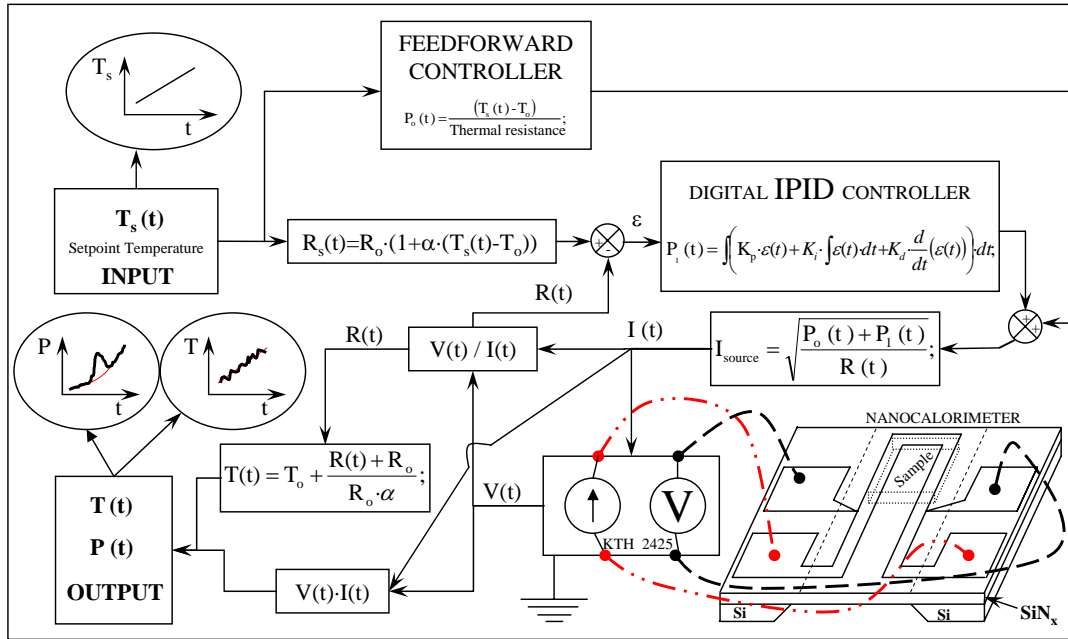 FEEDFORWARD
CONTROLLER
P_o(t)=(T_s(t)-T_o)/Thermal resistance;
T_s
t
T_s(t)
Setpoint Temperature
INPUT
R_s(t)=R_o·(1+α·(T_s(t)-T_o))
+
-
ε
DIGITAL IPID CONTROLLER
P_1(t)=∫(K_p·ε(t)+K_i·∫ε(t)·dt+K_d·d/dt(ε(t)))·dt;
R(t)
+
+
P
t
T
t
R(t)
V(t) / I(t)
I (t)
I_source=√((P_o(t)+P_1(t))/R(t));
NANOCALORIMETER
Sample
T(t)=T_o+(R(t)+R_o)/(R_o·α);
V(t)
V
KTH 2425
T (t)
P (t)
OUTPUT
V(t)·I(t)
Si
Si
SiN_x